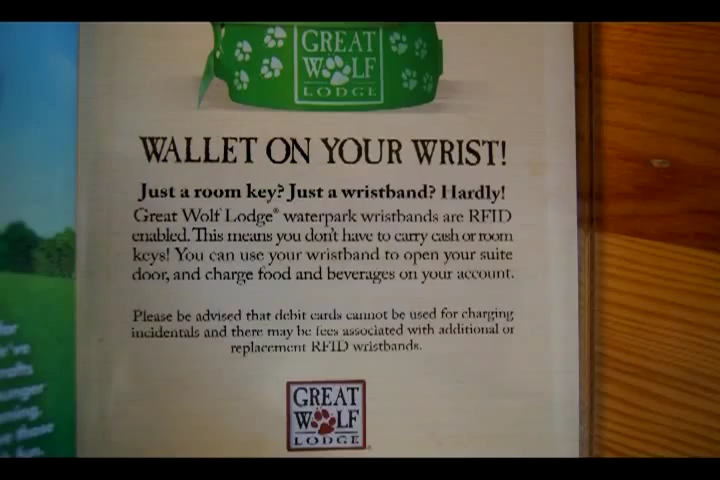 GREAT
WOLF
LODGE
WALLET ON YOUR WRIST!
Just a room key? Just a wristband? Hardly!
Great Wolf Lodge® waterpark wristbands are RFID
enabled. This means you don't have to carry cash or room
keys! You can use your wristband to open your suite
door, and charge food and beverages on your account.
Please be advised that debit cards cannot be used for charging
incidentals and there may be fees associated with additional or
replacement RFID wristbands.
GREAT
WOLF
LODGE